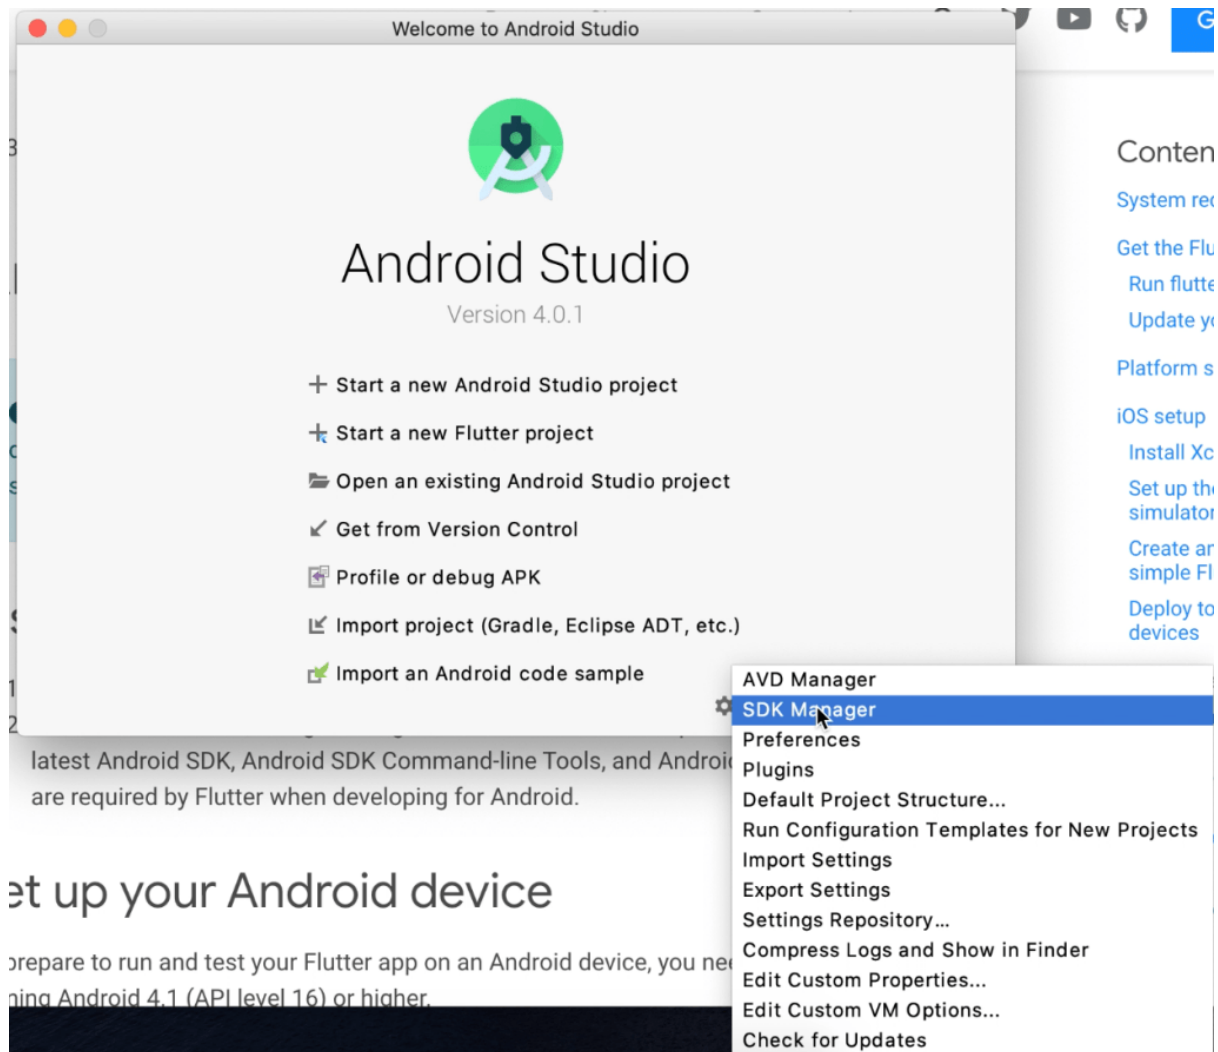 Welcome to Android Studio
Android Studio
Version 4.0.1
Start a new Android Studio project
Start a new Flutter project
Open an existing Android Studio project
Get from Version Control
Profile or debug APK
Import project (Gradle, Eclipse ADT, etc.)
Import an Android code sample
AVD Manager
SDK Manager
Preferences
Plugins
Default Project Structure...
Run Configuration Templates for New Projects
Import Settings
Export Settings
Settings Repository...
Compress Logs and Show in Finder
Edit Custom Properties...
Edit Custom VM Options...
Check for Updates
G
3
Conten
System re
Get the Flu
Run flutte
Update yo
Platform s
iOS setup
Install Xc
Set up the
simulator
Create an
simple Fl
Deploy to
devices
1
2
latest Android SDK, Android SDK Command-line Tools, and Androi
are required by Flutter when developing for Android.
et up your Android device
prepare to run and test your Flutter app on an Android device, you nee
ning Android 4.1 (API level 16) or higher.